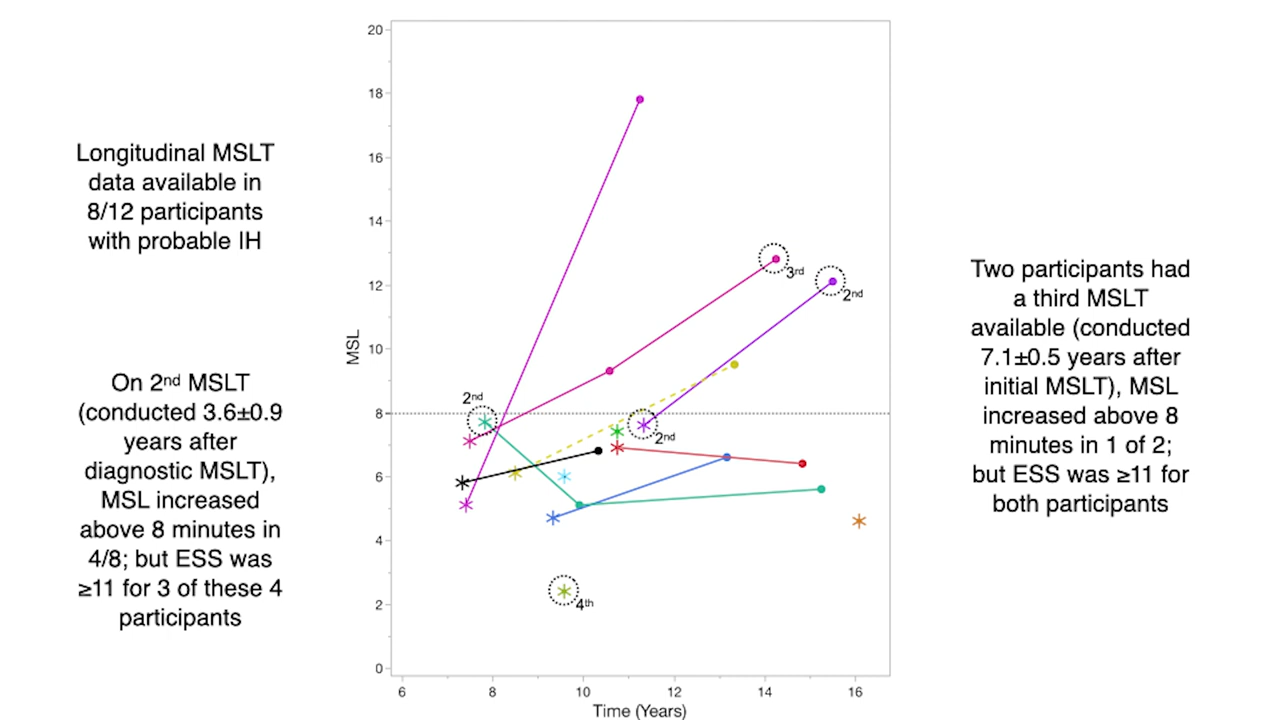 Longitudinal MSLT
data available in
8/12 participants
with probable IH
On 2nd MSLT
(conducted 3.6±0.9
years after
diagnostic MSLT),
MSL increased
above 8 minutes in
4/8; but ESS was
≥11 for 3 of these 4
participants
MSL
20
18
16
14
12
10
8
6
4
2
0
3rd
2nd
2nd
2nd
4th
6 8 10 12 14 16
Time (Years)
Two participants had
a third MSLT
available (conducted
7.1±0.5 years after
initial MSLT), MSL
increased above 8
minutes in 1 of 2;
but ESS was ≥11 for
both participants